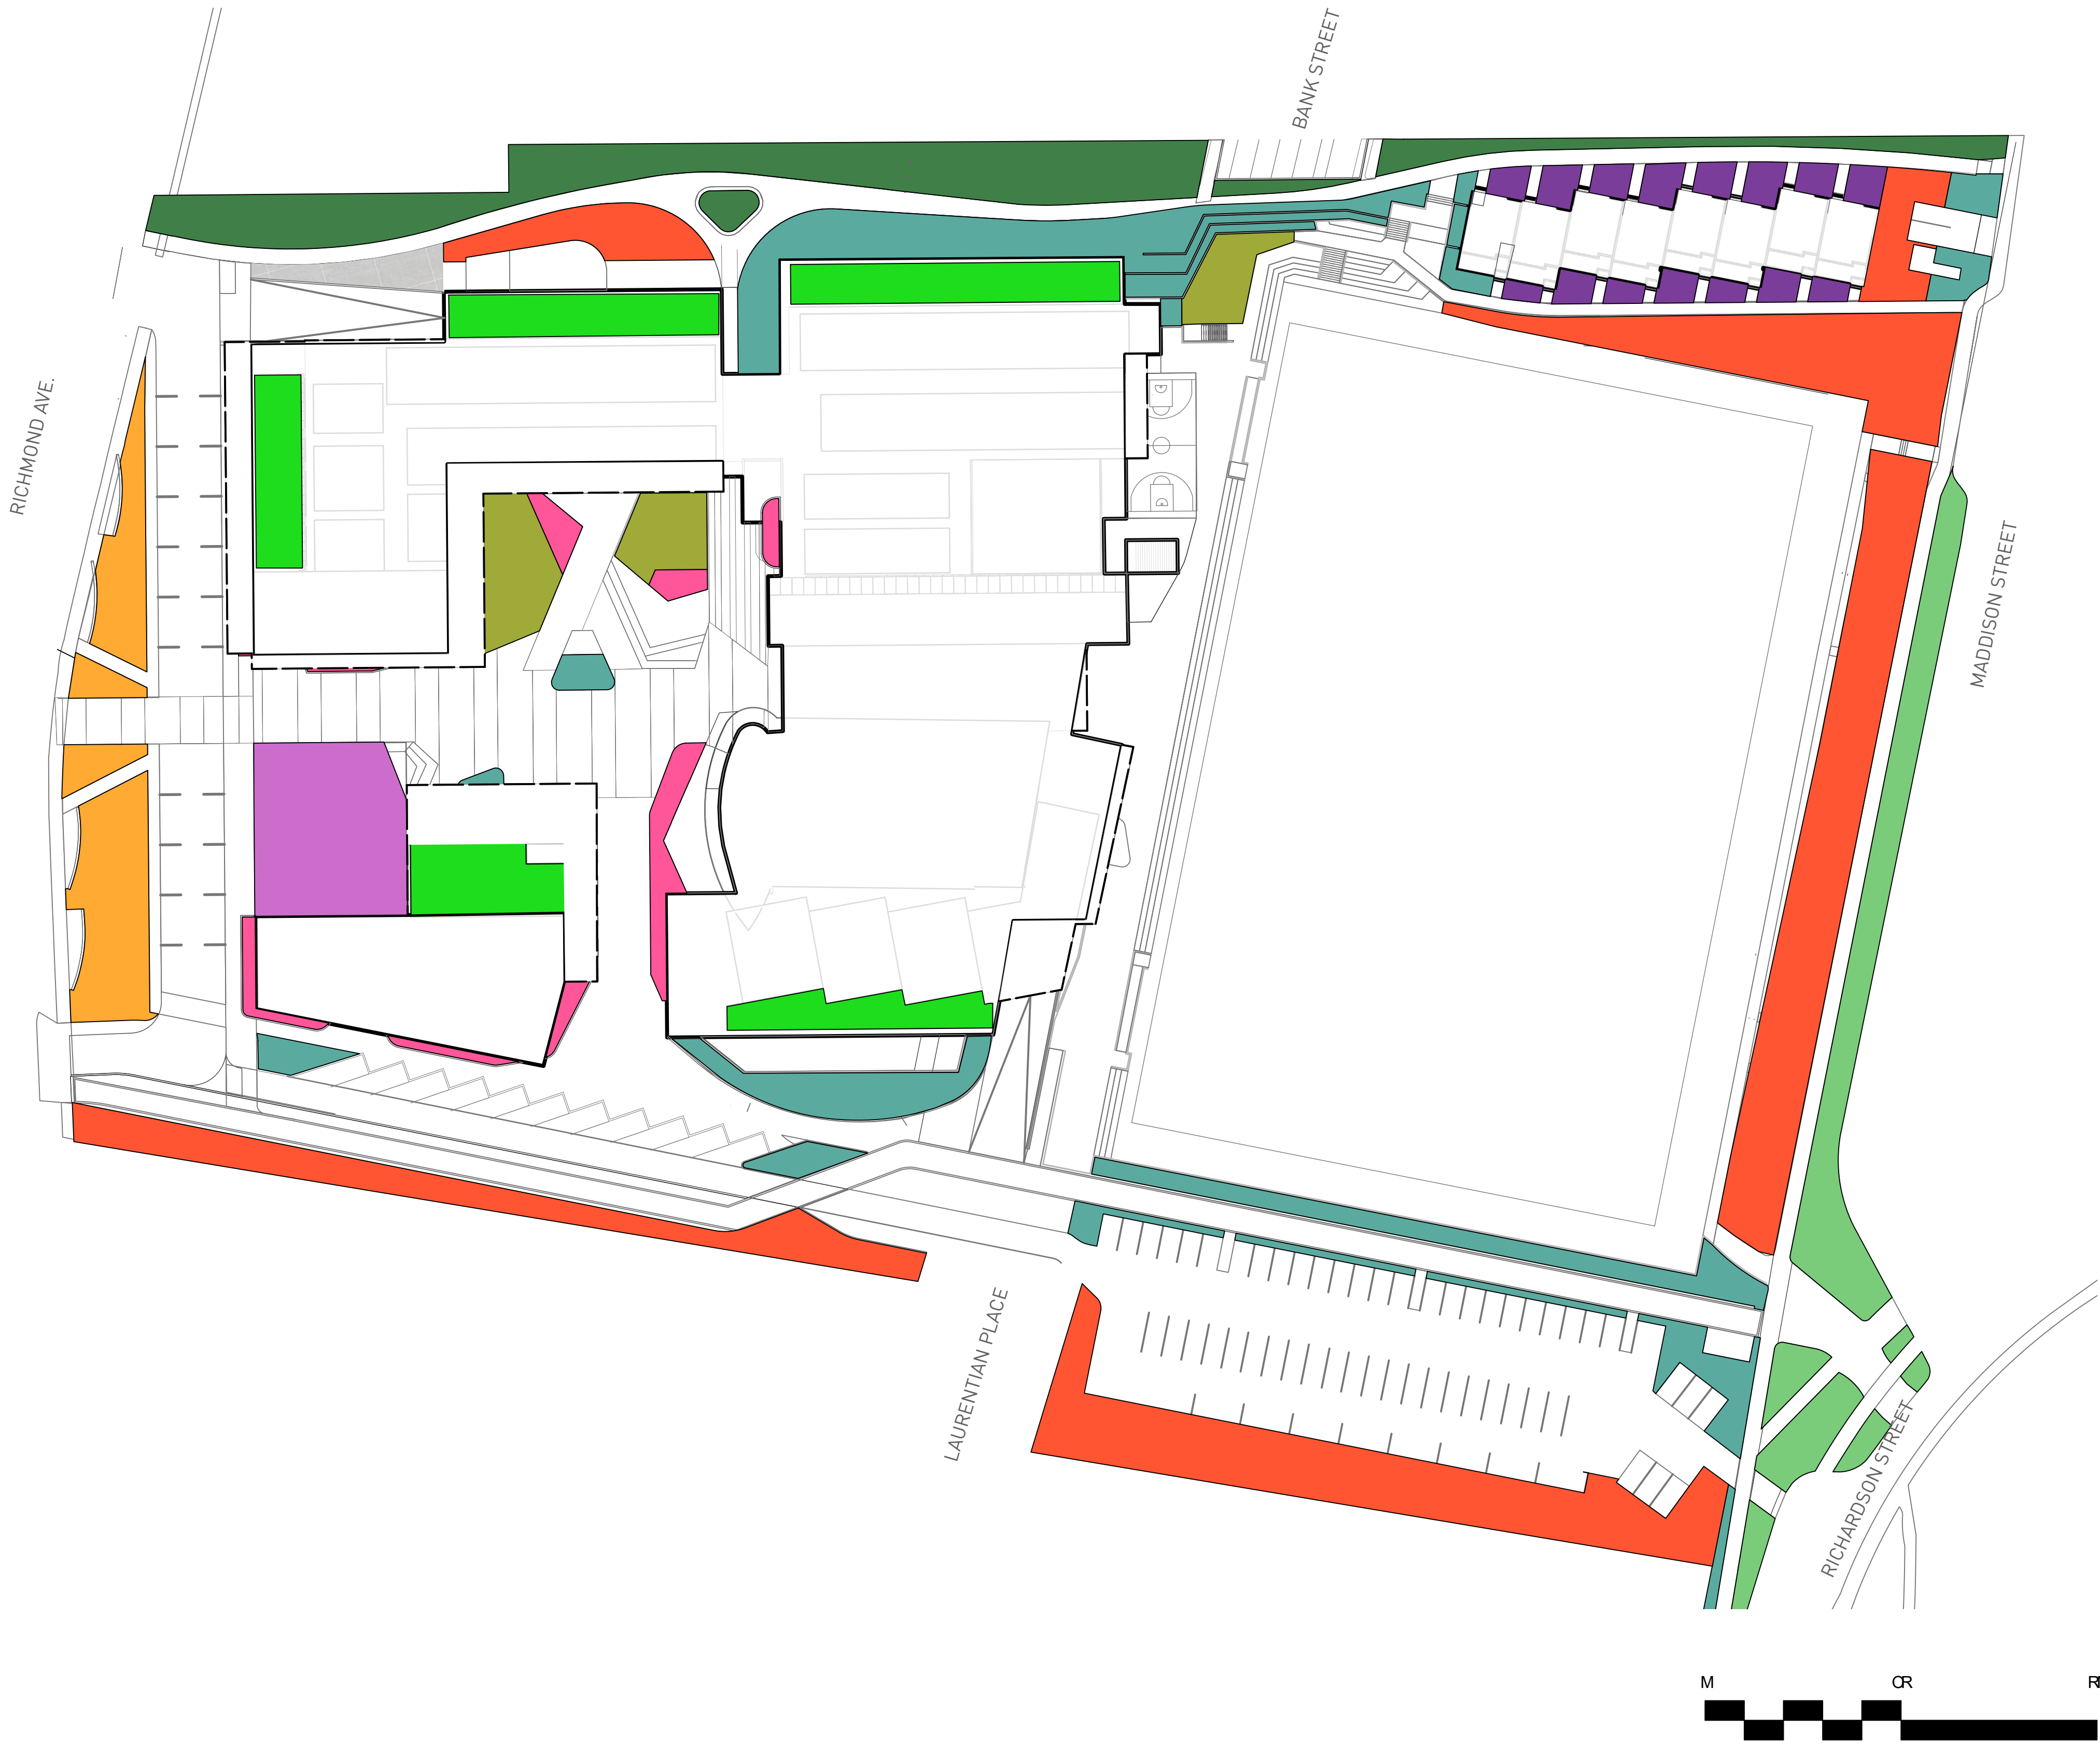 BANK STREET
RICHMOND AVE.
MADDISON STREET
LAURENTIAN PLACE
RICHARDSON STREET
M